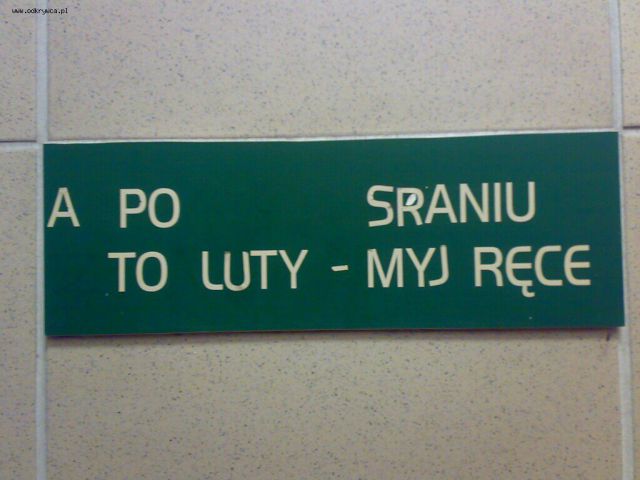 www.odkrywca.pl
A PO SRANIU
TO LUTY - MYJ RĘCE